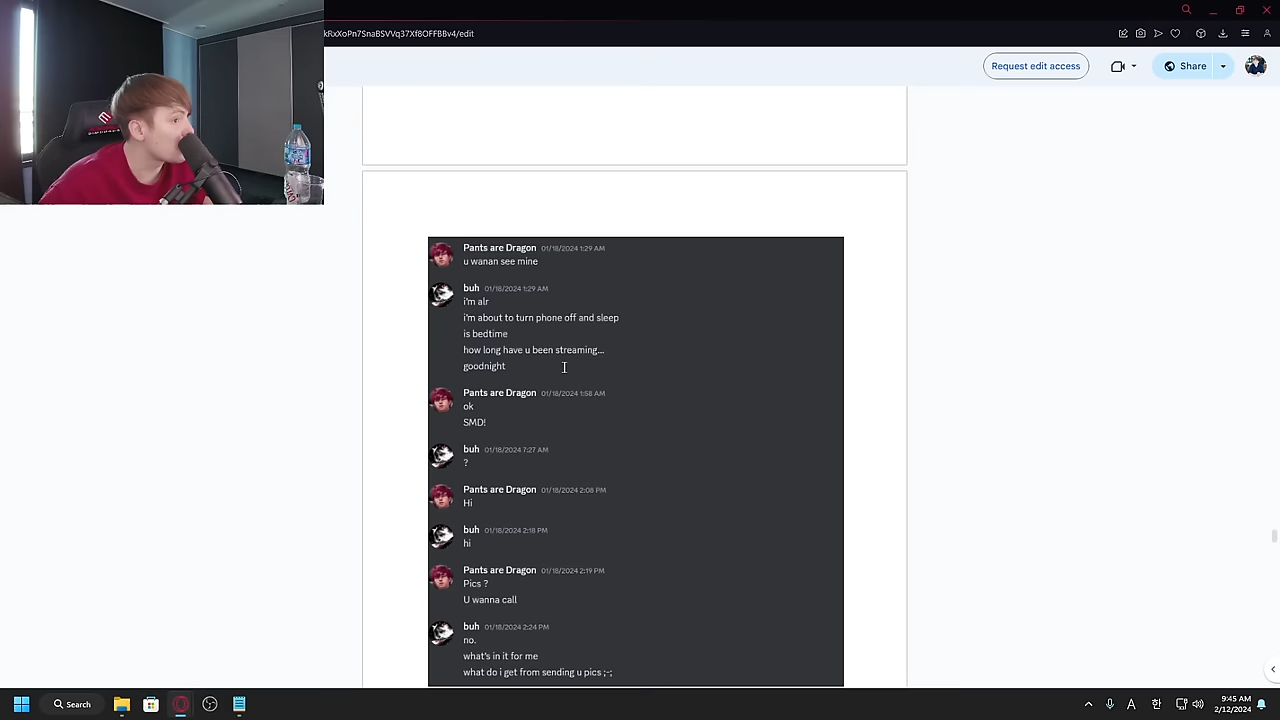 kRxXoPn7SnaBSVVq37Xf8OFFBBv4/edit
Request edit access
Share
Pants are Dragon 01/18/2024 1:29 AM
u wanan see mine
buh 01/18/2024 1:29 AM
i'm alr
i'm about to turn phone off and sleep
is bedtime
how long have u been streaming...
goodnight
Pants are Dragon 01/18/2024 1:58 AM
ok
SMD!
buh 01/18/2024 7:27 AM
?
Pants are Dragon 01/18/2024 2:08 PM
Hi
buh 01/18/2024 2:18 PM
hi
Pants are Dragon 01/18/2024 2:19 PM
Pics ?
U wanna call
buh 01/18/2024 2:24 PM
no.
what's in it for me
what do i get from sending u pics ;-;
Search
A
한
9:45 AM
2/12/2024